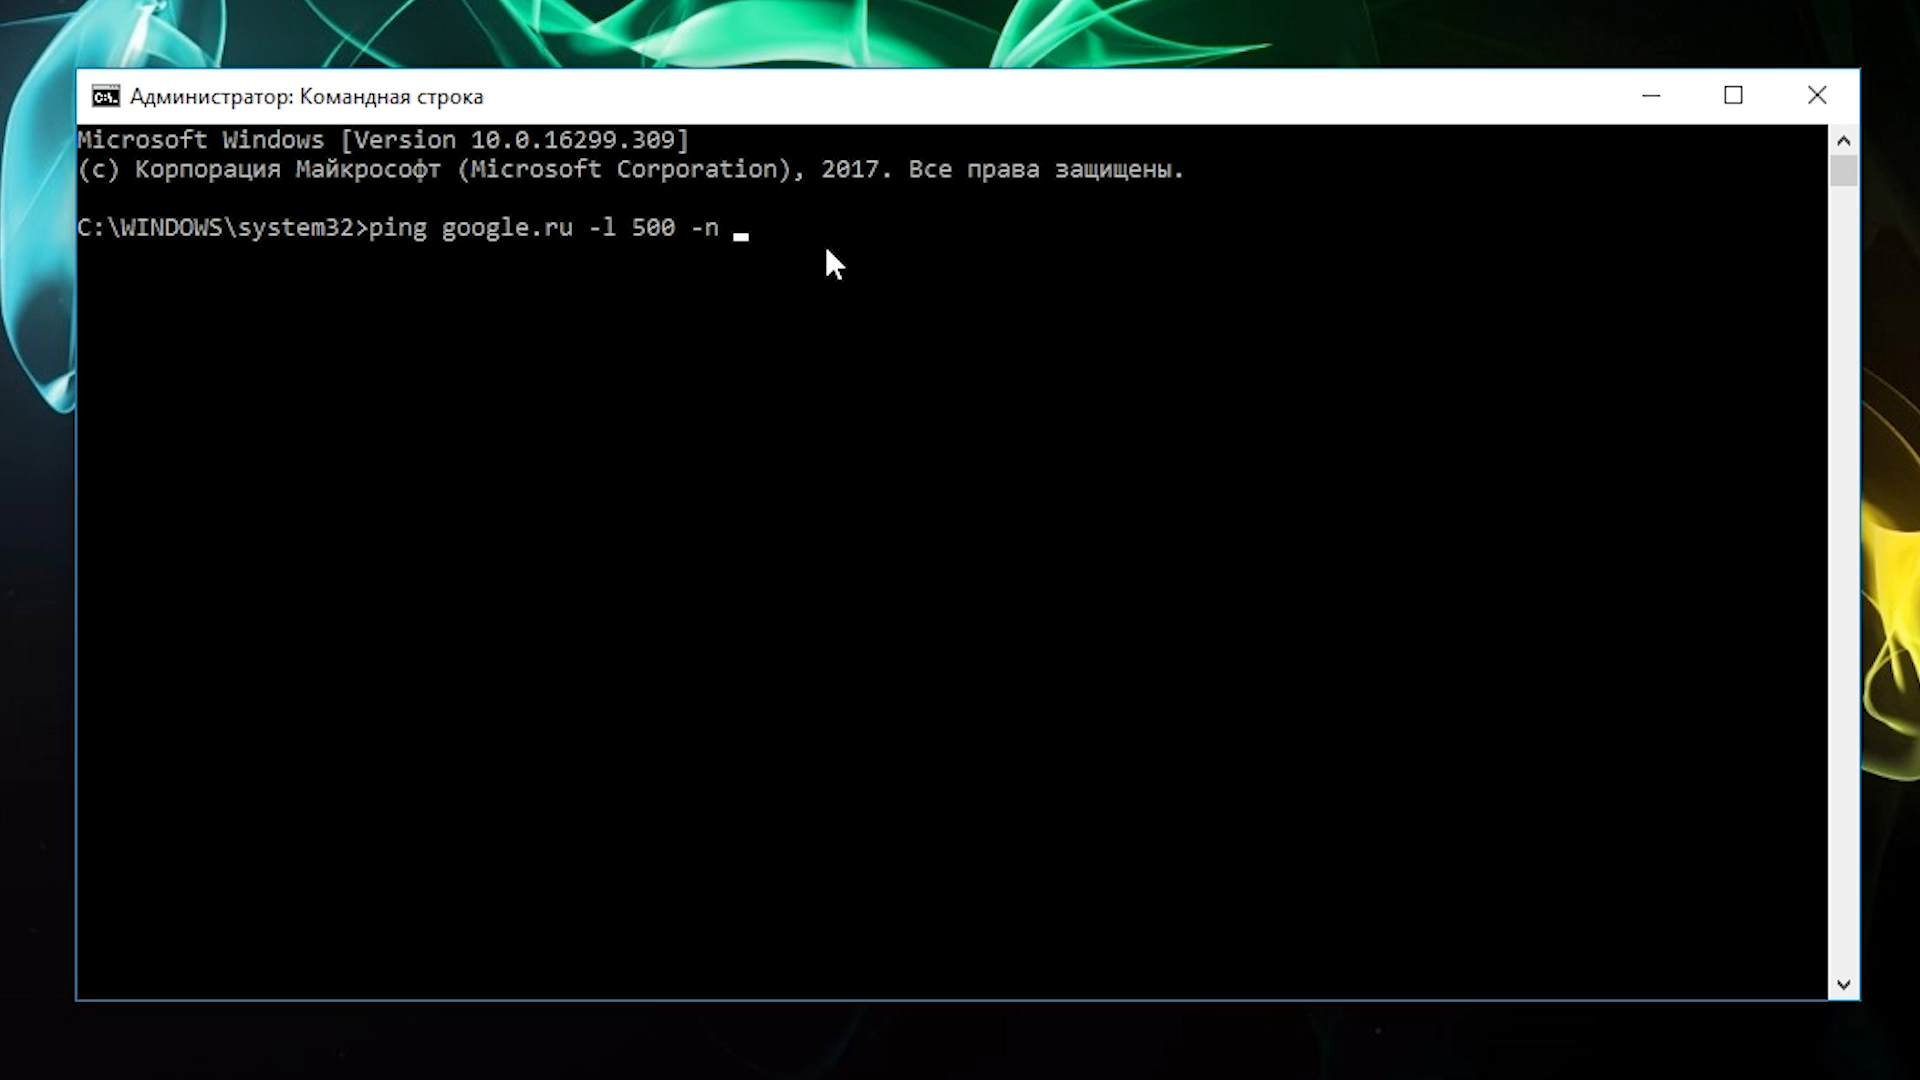 Администратор: Командная строка
Microsoft Windows [Version 10.0.16299.309]
(c) Корпорация Майкрософт (Microsoft Corporation), 2017. Все права защищены.
C:\WINDOWS\system32>ping google.ru -l 500 -n